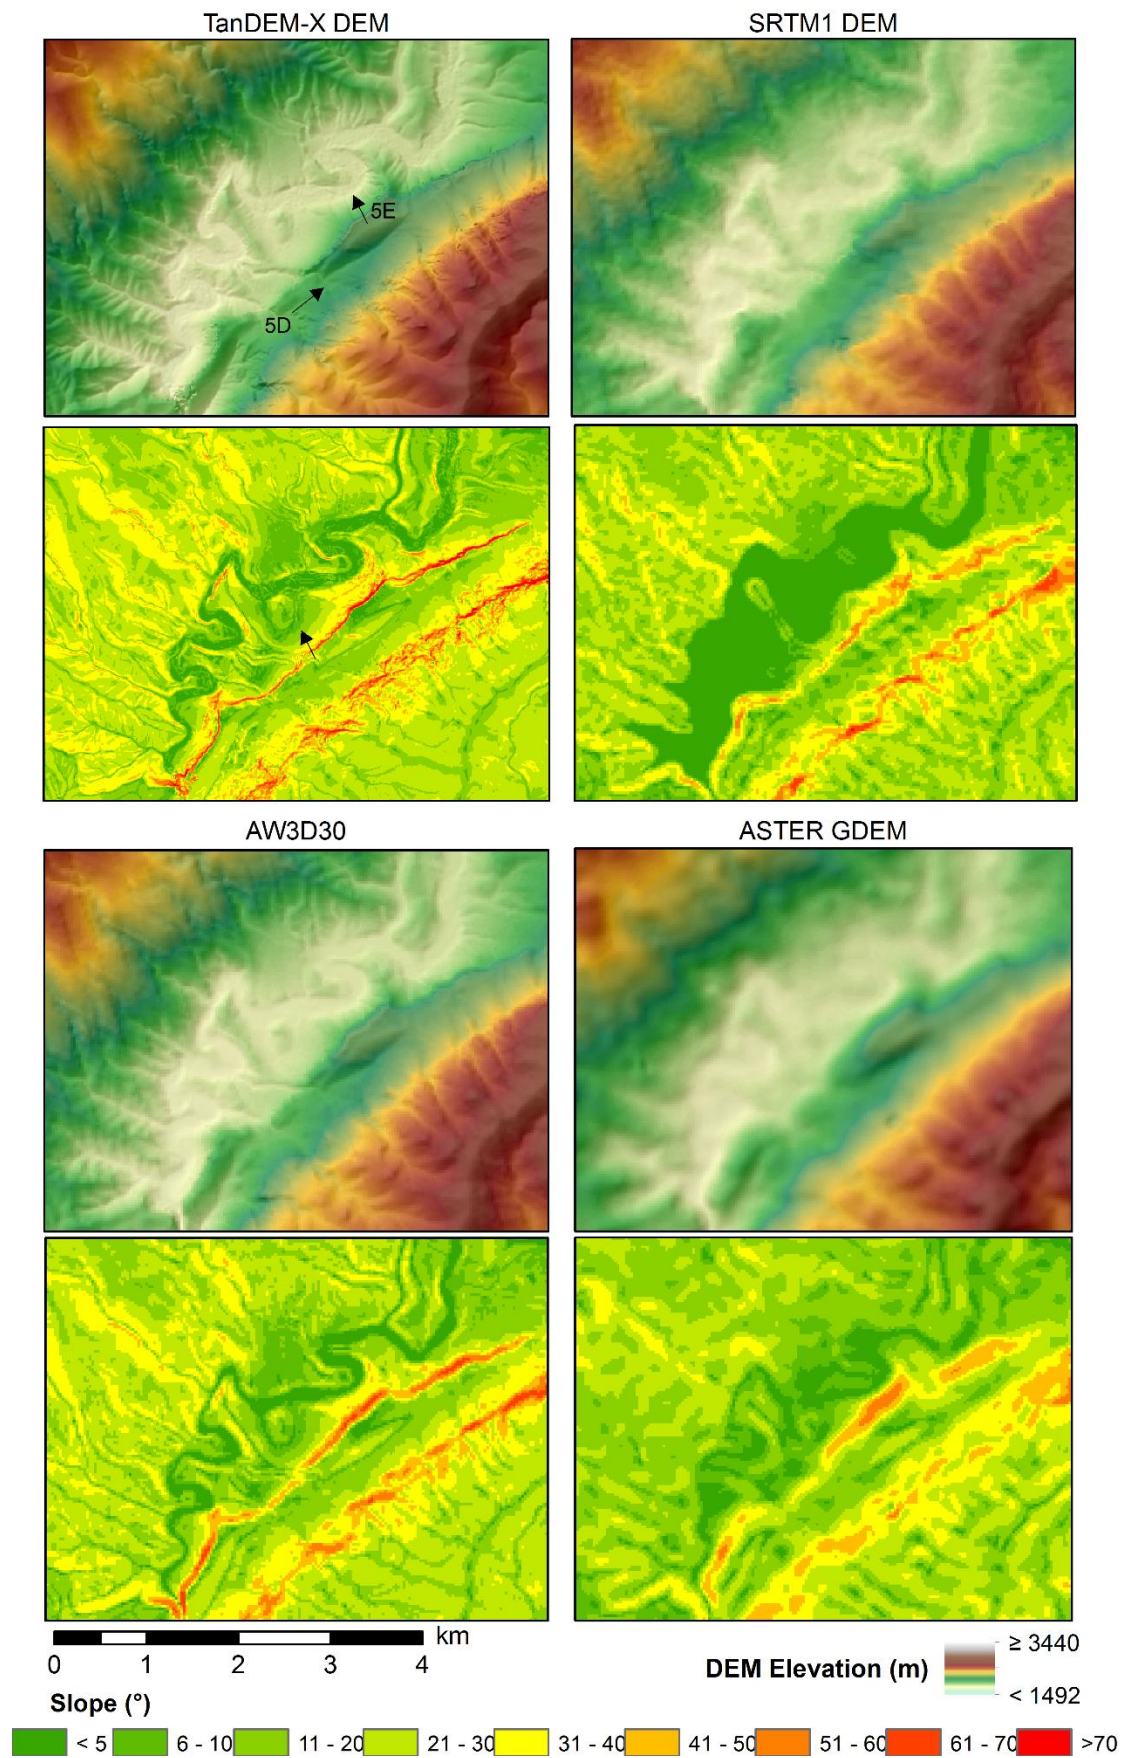 TanDEM-X DEM
SRTM1 DEM
5E
5D
AW3D30
ASTER GDEM
km
0 1 2 3 4
DEM Elevation (m)
≥ 3440
< 1492
Slope (°)
< 5 6 - 10 11 - 20 21 - 30 31 - 40 41 - 50 51 - 60 61 - 70 >70